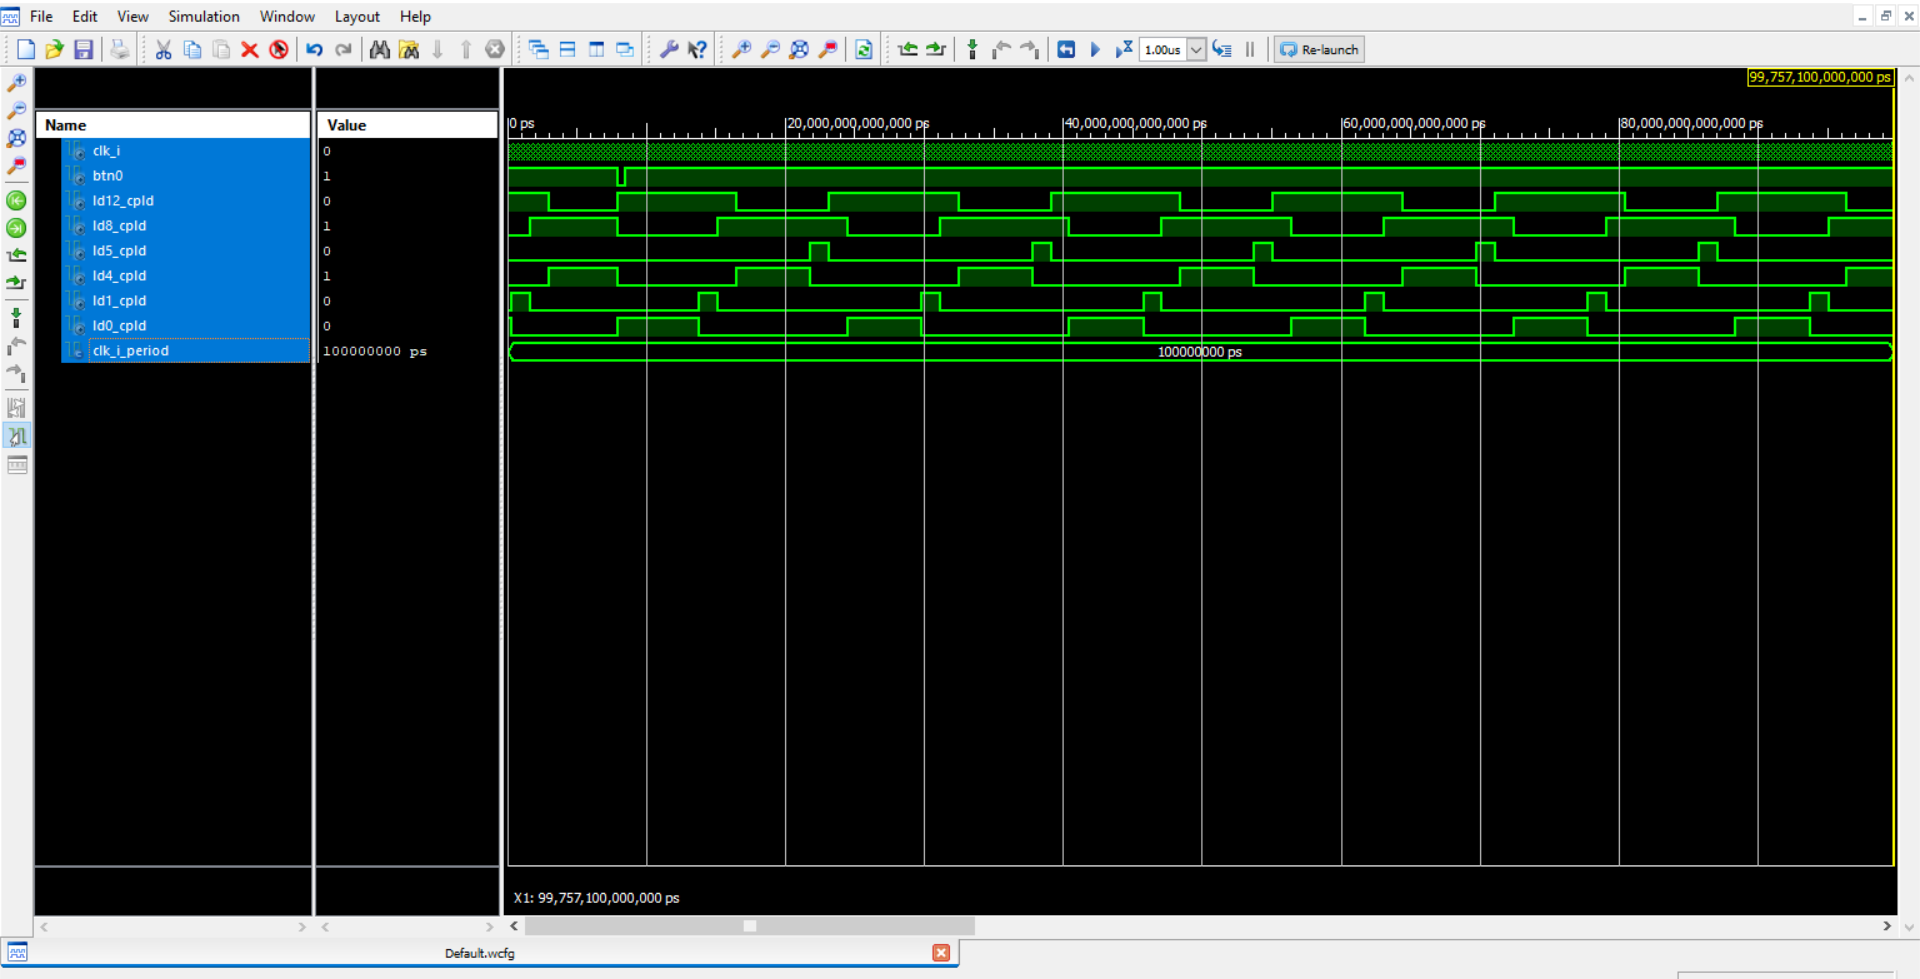 File Edit View Simulation Window Layout Help
1.00us Re-launch
99,757,100,000,000 ps
Name Value
0 ps 20,000,000,000,000 ps 40,000,000,000,000 ps 60,000,000,000,000 ps 80,000,000,000,000 ps
clk_i 0
btn0 1
ld12_cpld 0
ld8_cpld 1
ld5_cpld 0
ld4_cpld 1
ld1_cpld 0
ld0_cpld 0
clk_i_period 100000000 ps 100000000 ps
X1: 99,757,100,000,000 ps
Default.wcfg